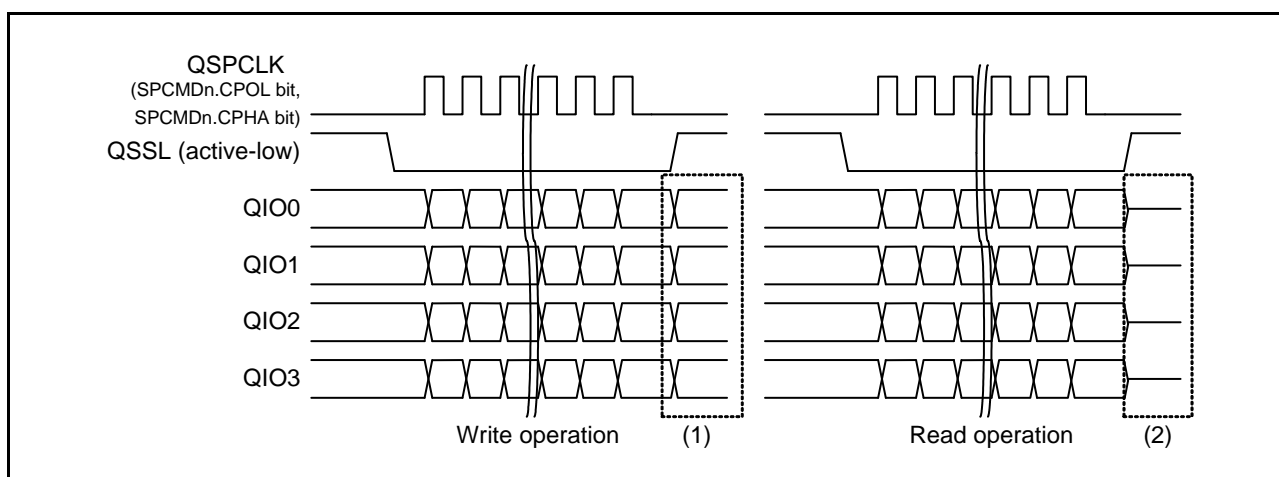 QSPCLK
(SPCMDn.CPOL bit,
SPCMDn.CPHA bit)
QSSL (active-low)
QIO0
QIO1
QIO2
QIO3
Write operation (1) Read operation (2)